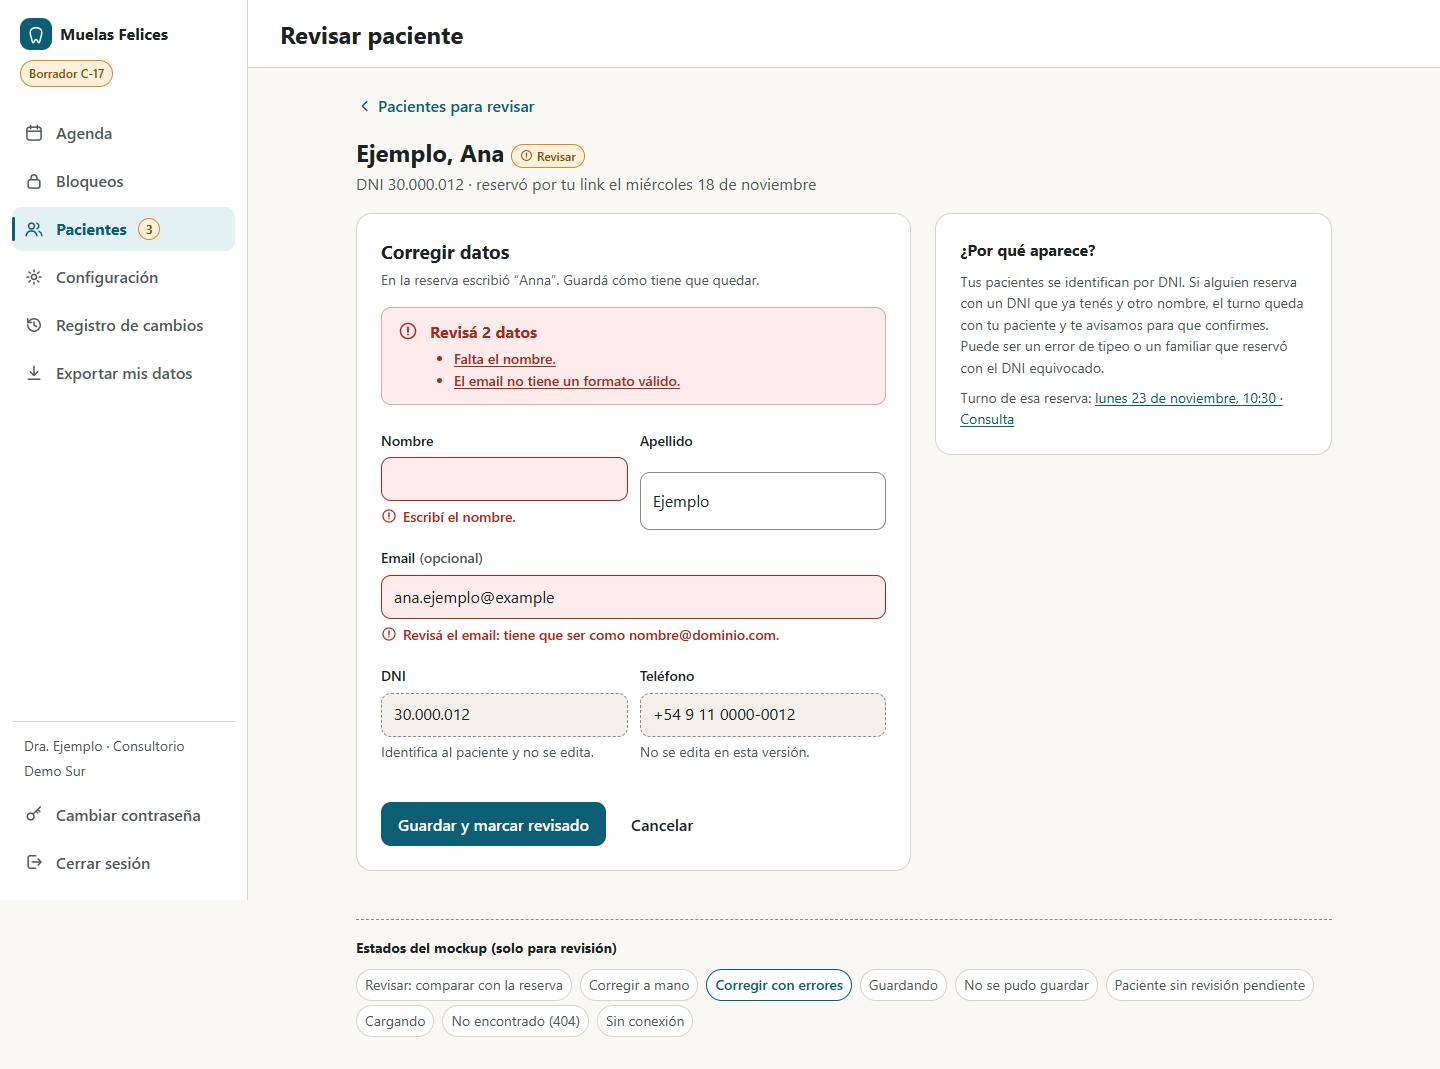 Muelas Felices
Borrador C-17
Agenda
Bloqueos
Pacientes 3
Configuración
Registro de cambios
Exportar mis datos
Dra. Ejemplo · Consultorio
Demo Sur
Cambiar contraseña
Cerrar sesión
Revisar paciente
Pacientes para revisar
Ejemplo, Ana Revisar
DNI 30.000.012 · reservó por tu link el miércoles 18 de noviembre
Corregir datos
En la reserva escribió “Anna”. Guardá cómo tiene que quedar.
Revisá 2 datos
Falta el nombre.
El email no tiene un formato válido.
Nombre
Escribí el nombre.
Apellido
Ejemplo
Email (opcional)
ana.ejemplo@example
Revisá el email: tiene que ser como nombre@dominio.com.
DNI
30.000.012
Identifica al paciente y no se edita.
Teléfono
+54 9 11 0000-0012
No se edita en esta versión.
Guardar y marcar revisado
Cancelar
¿Por qué aparece?
Tus pacientes se identifican por DNI. Si alguien reserva
con un DNI que ya tenés y otro nombre, el turno queda
con tu paciente y te avisamos para que confirmes.
Puede ser un error de tipeo o un familiar que reservó
con el DNI equivocado.
Turno de esa reserva: lunes 23 de noviembre, 10:30 ·
Consulta
Estados del mockup (solo para revisión)
Revisar: comparar con la reserva
Corregir a mano
Corregir con errores
Guardando
No se pudo guardar
Paciente sin revisión pendiente
Cargando
No encontrado (404)
Sin conexión